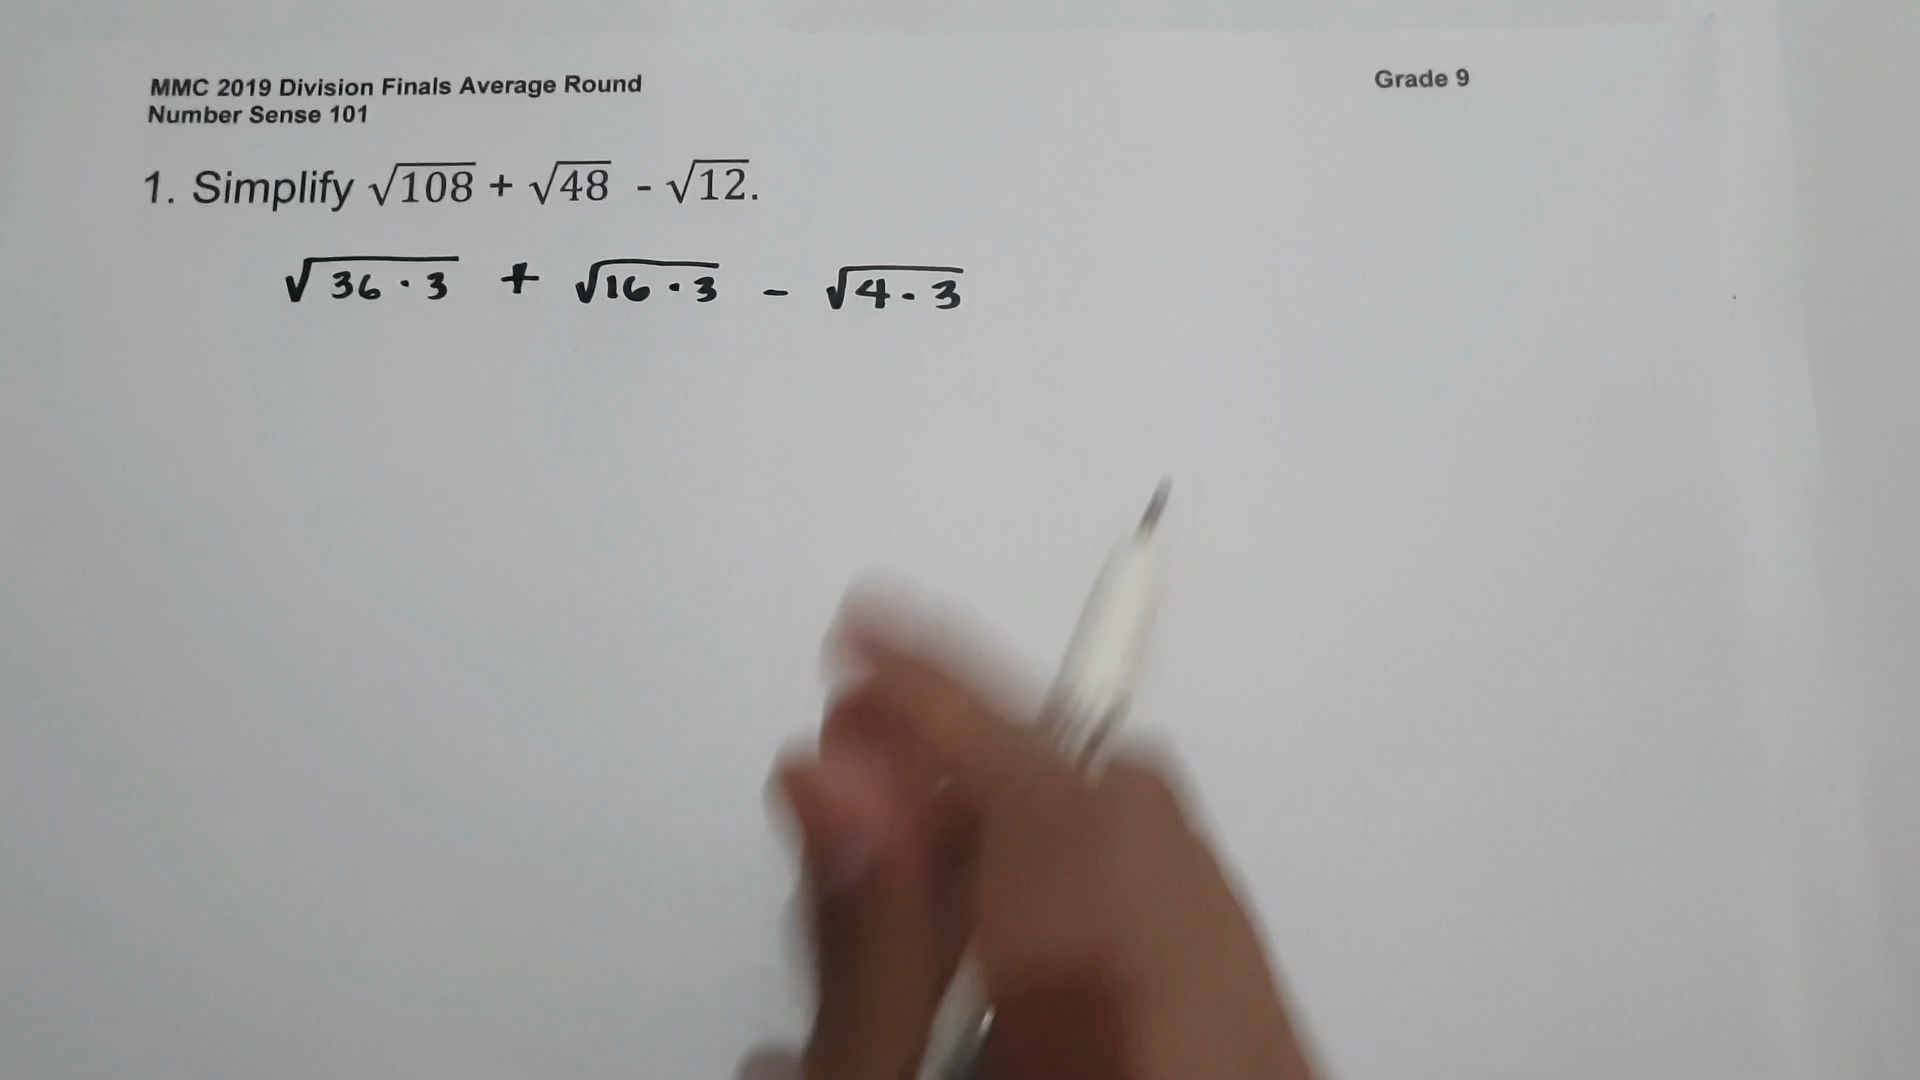 MMC 2019 Division Finals Average Round
Grade 9
Number Sense 101
1. Simplify √108 + √48 - √12.
√36 · 3 + √16 · 3 - √4 · 3